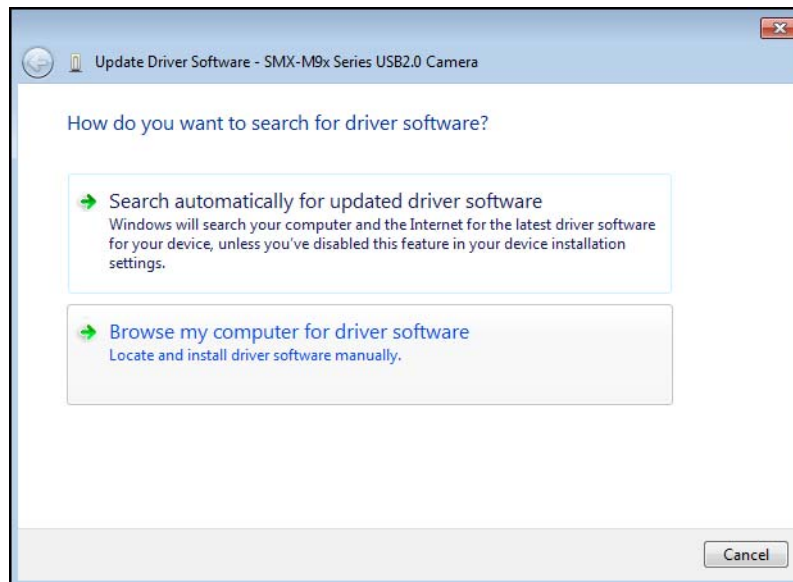 Update Driver Software - SMX-M9x Series USB2.0 Camera
How do you want to search for driver software?
Search automatically for updated driver software
Windows will search your computer and the Internet for the latest driver software
for your device, unless you've disabled this feature in your device installation
settings.
Browse my computer for driver software
Locate and install driver software manually.
Cancel